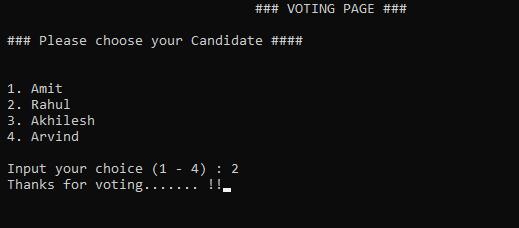 ### VOTING PAGE ###
### Please choose your Candidate ####
1. Amit
2. Rahul
3. Akhilesh
4. Arvind
Input your choice (1 - 4) : 2
Thanks for voting....... !!